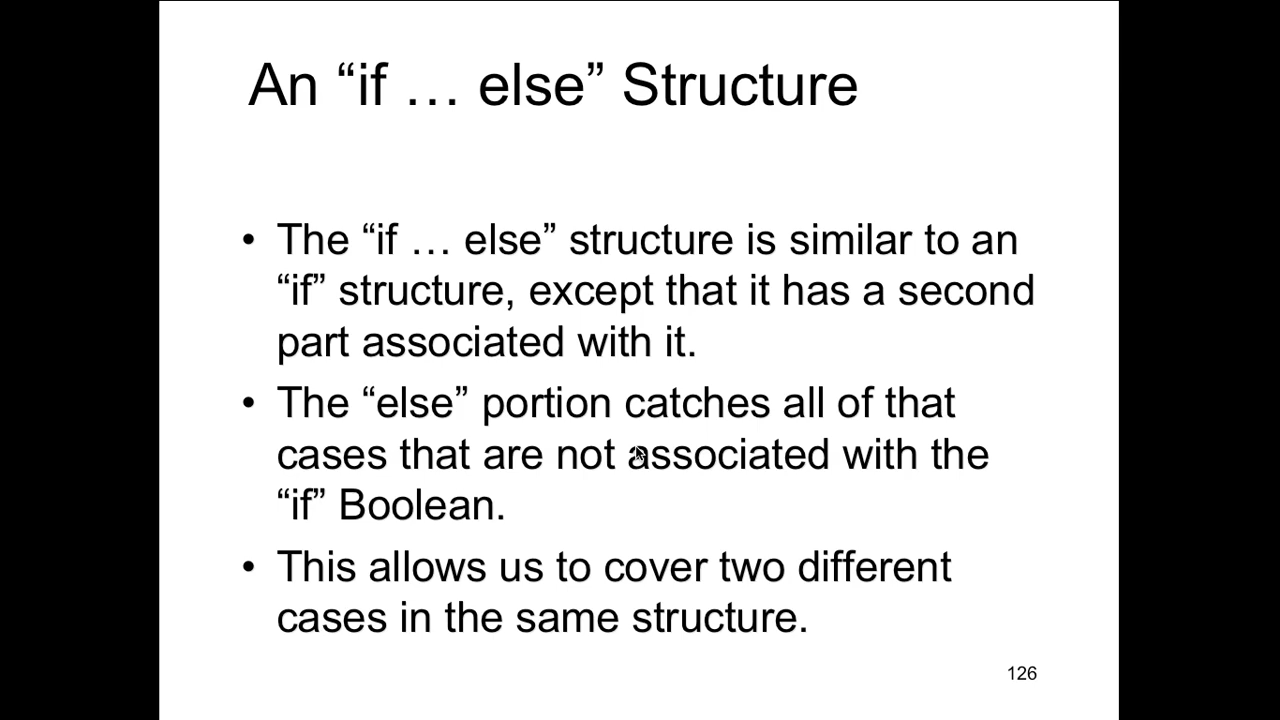 An “if … else” Structure
• The “if … else” structure is similar to an
“if” structure, except that it has a second
part associated with it.
• The “else” portion catches all of that
cases that are not associated with the
“if” Boolean.
• This allows us to cover two different
cases in the same structure.
126